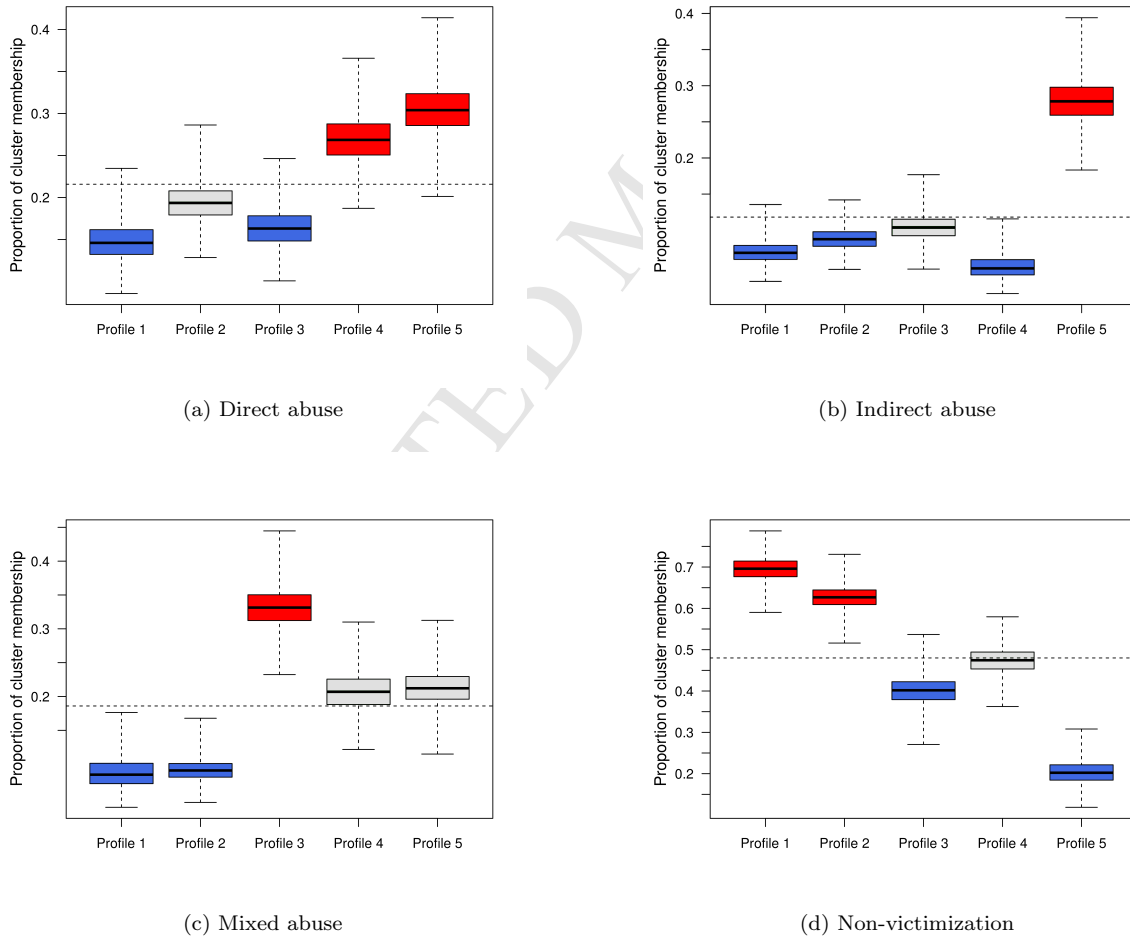 Proportion of cluster membership
0.4
0.3
0.2
Profile 1 Profile 2 Profile 3 Profile 4 Profile 5
(a) Direct abuse
Proportion of cluster membership
0.4
0.3
0.2
Profile 1 Profile 2 Profile 3 Profile 4 Profile 5
(b) Indirect abuse
TED M
Proportion of cluster membership
0.4
0.3
0.2
Profile 1 Profile 2 Profile 3 Profile 4 Profile 5
(c) Mixed abuse
Proportion of cluster membership
0.7
0.6
0.5
0.4
0.3
0.2
Profile 1 Profile 2 Profile 3 Profile 4 Profile 5
(d) Non-victimization